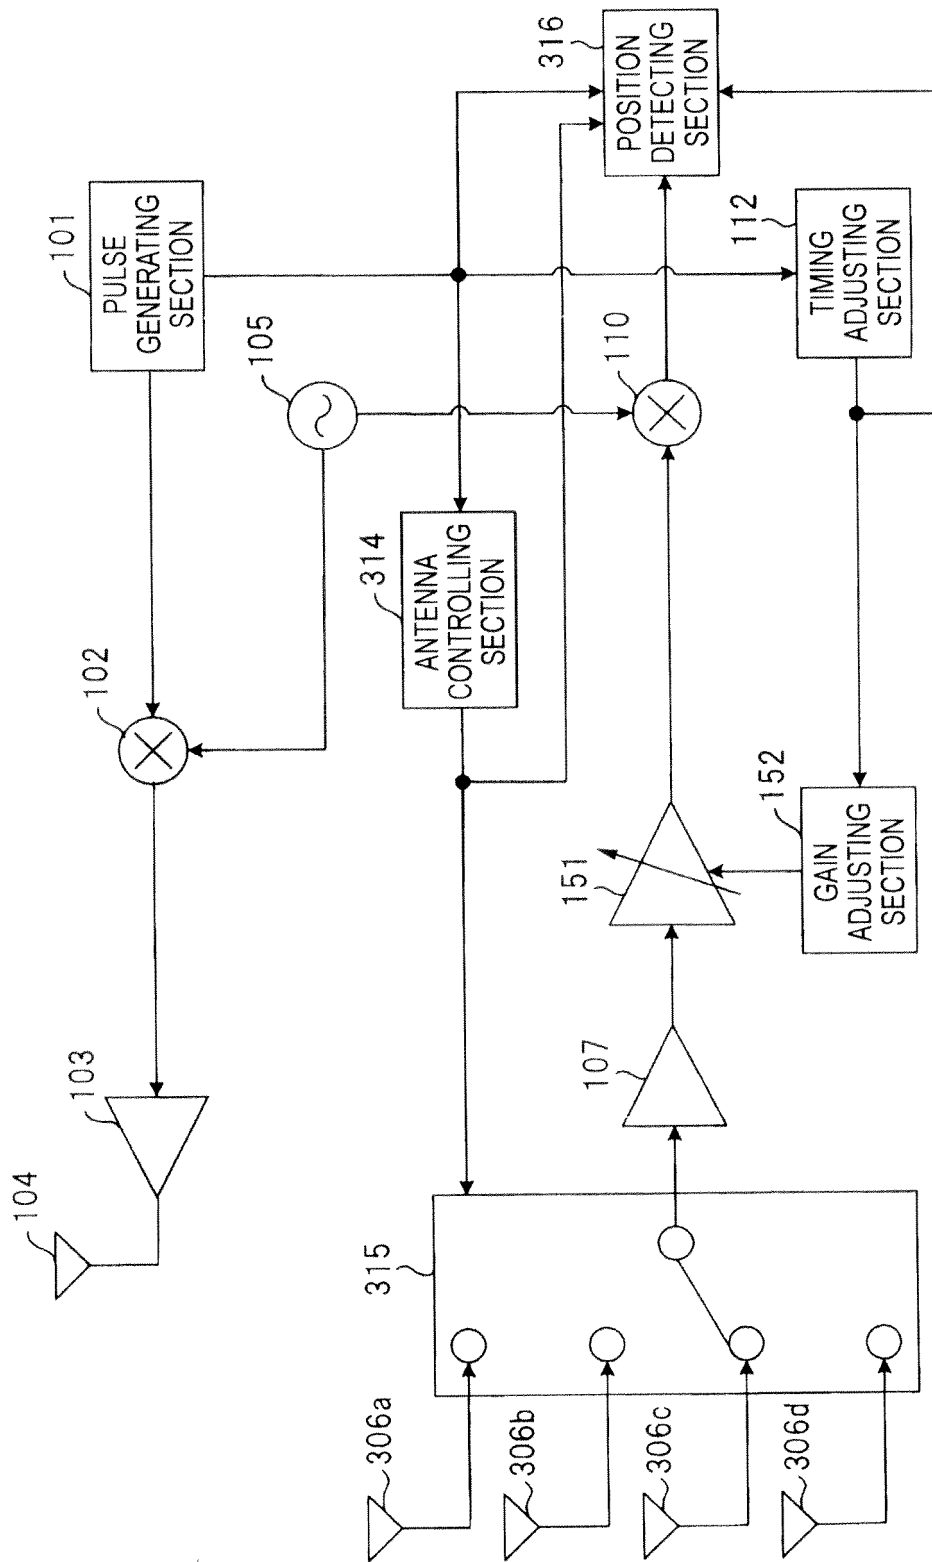 104
103
102
101
PULSE
GENERATING
SECTION
105
315
314
ANTENNA
CONTROLLING
SECTION
316
POSITION
DETECTING
SECTION
306a
306b
306c
306d
107
151
110
152
GAIN
ADJUSTING
SECTION
112
TIMING
ADJUSTING
SECTION